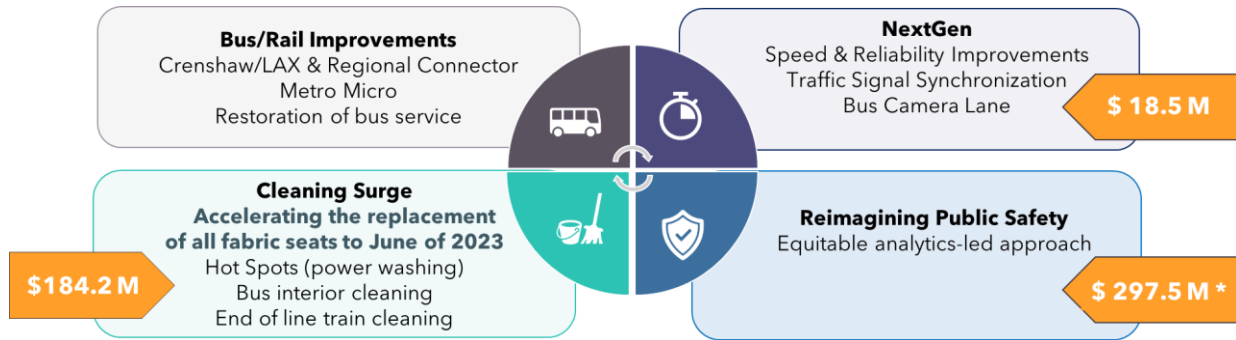 Bus/Rail Improvements
Crenshaw/LAX & Regional Connector
Metro Micro
Restoration of bus service
NextGen
Speed & Reliability Improvements
Traffic Signal Synchronization
Bus Camera Lane
$ 18.5 M
Cleaning Surge
Accelerating the replacement
of all fabric seats to June of 2023
Hot Spots (power washing)
Bus interior cleaning
End of line train cleaning
$184.2 M
Reimagining Public Safety
Equitable analytics-led approach
$ 297.5 M *